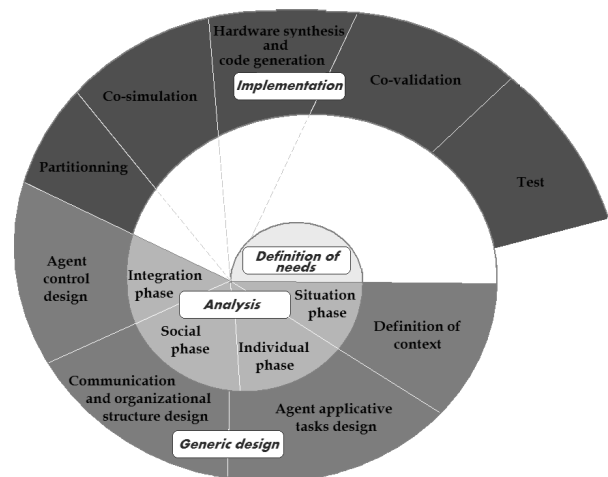 Hardware synthesis
and
code generation
Implementation
Co-validation
Co-simulation
Partitionning
Test
Definition of
needs
Agent
control
design
Integration
phase
Analysis
Situation
phase
Social
phase
Individual
phase
Definition of
context
Communication
and organizational
structure design
Agent applicative
tasks design
Generic design